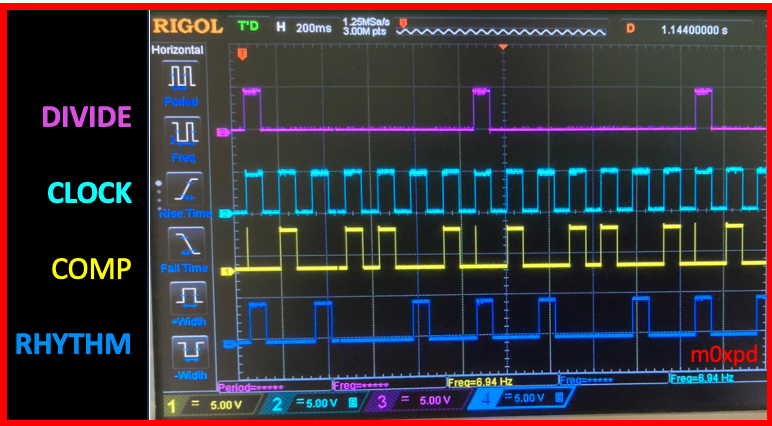 RIGOL T'D H 200ms 1.25MSa/s 3.00M pts D 1.14400000 s
Horizontal
Period
Freq
Rise Time
Fall Time
+Width
-Width
DIVIDE
CLOCK
COMP
RHYTHM
m0xpd
Period=***** Freq=***** Freq=6.94 Hz Freq=***** Freq=6.94 Hz
1 = 5.00 V 2 = 5.00 V 3 = 5.00 V 4 = 5.00 V